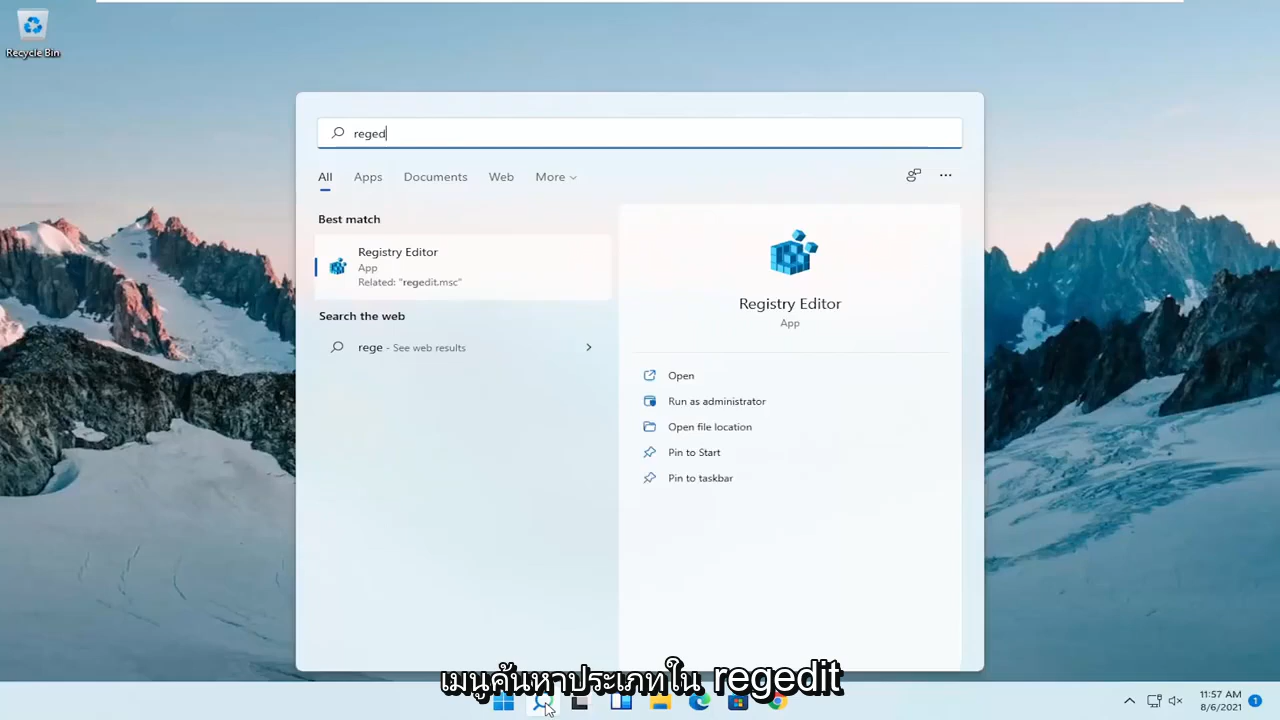 Recycle Bin
reged
All Apps Documents Web More
Best match
Registry Editor
App
Related: "regedit.msc"
Search the web
rege - See web results
Registry Editor
App
Open
Run as administrator
Open file location
Pin to Start
Pin to taskbar
เมนูค้นหาประเภทใน regedit
11:57 AM
8/6/2021
1